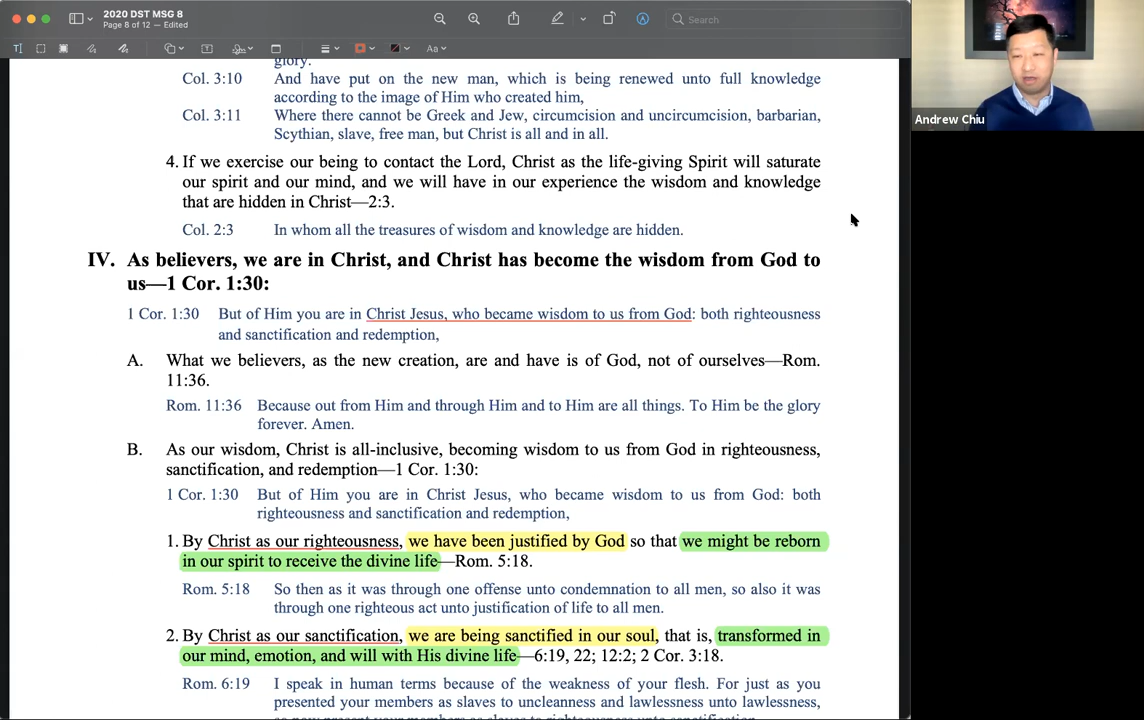 2020 DST MSG 8
Page 8 of 12 — Edited
Search
Aa
Andrew Chiu
glory.
Col. 3:10 And have put on the new man, which is being renewed unto full knowledge
according to the image of Him who created him,
Col. 3:11 Where there cannot be Greek and Jew, circumcision and uncircumcision, barbarian,
Scythian, slave, free man, but Christ is all and in all.
4. If we exercise our being to contact the Lord, Christ as the life-giving Spirit will saturate
our spirit and our mind, and we will have in our experience the wisdom and knowledge
that are hidden in Christ—2:3.
Col. 2:3 In whom all the treasures of wisdom and knowledge are hidden.
IV. As believers, we are in Christ, and Christ has become the wisdom from God to
us—1 Cor. 1:30:
1 Cor. 1:30 But of Him you are in Christ Jesus, who became wisdom to us from God: both righteousness
and sanctification and redemption,
A. What we believers, as the new creation, are and have is of God, not of ourselves—Rom.
11:36.
Rom. 11:36 Because out from Him and through Him and to Him are all things. To Him be the glory
forever. Amen.
B. As our wisdom, Christ is all-inclusive, becoming wisdom to us from God in righteousness,
sanctification, and redemption—1 Cor. 1:30:
1 Cor. 1:30 But of Him you are in Christ Jesus, who became wisdom to us from God: both
righteousness and sanctification and redemption,
1. By Christ as our righteousness, we have been justified by God so that we might be reborn
in our spirit to receive the divine life—Rom. 5:18.
Rom. 5:18 So then as it was through one offense unto condemnation to all men, so also it was
through one righteous act unto justification of life to all men.
2. By Christ as our sanctification, we are being sanctified in our soul, that is, transformed in
our mind, emotion, and will with His divine life—6:19, 22; 12:2; 2 Cor. 3:18.
Rom. 6:19 I speak in human terms because of the weakness of your flesh. For just as you
presented your members as slaves to uncleanness and lawlessness unto lawlessness,